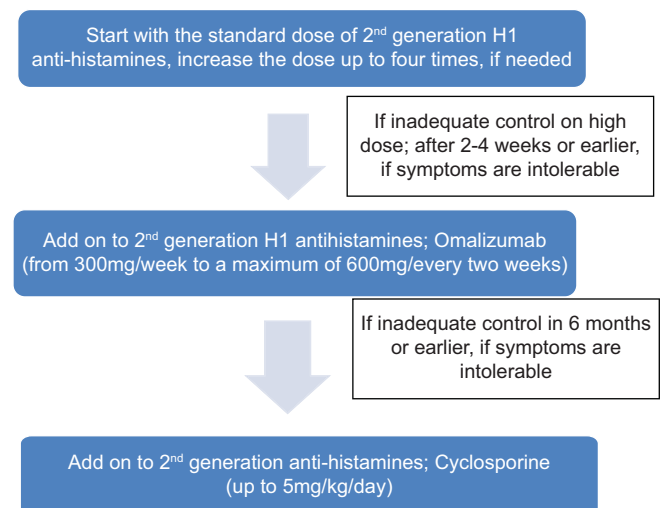 Start with the standard dose of 2nd generation H1
anti-histamines, increase the dose up to four times, if needed
If inadequate control on high
dose; after 2-4 weeks or earlier,
if symptoms are intolerable
Add on to 2nd generation H1 antihistamines; Omalizumab
(from 300mg/week to a maximum of 600mg/every two weeks)
If inadequate control in 6 months
or earlier, if symptoms are
intolerable
Add on to 2nd generation anti-histamines; Cyclosporine
(up to 5mg/kg/day)